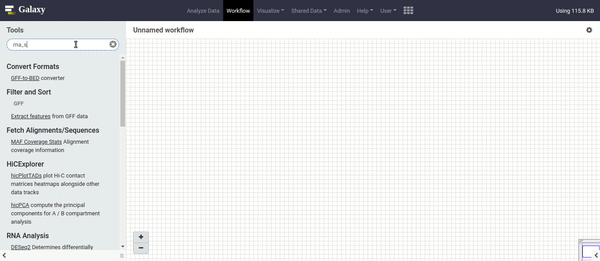 Galaxy
Analyze Data Workflow Visualize Shared Data Admin Help User Using 115.8 KB
Tools
rna_s
Unnamed workflow
Convert Formats
GFF-to-BED converter
Filter and Sort
GFF
Extract features from GFF data
Fetch Alignments/Sequences
MAF Coverage Stats Alignment
coverage information
HiCExplorer
hicPlotTADs plot Hi-C contact
matrices heatmaps alongside other
data tracks
hicPCA compute the principal
components for A / B compartment
analysis
RNA Analysis
DESeq2 Determines differentially